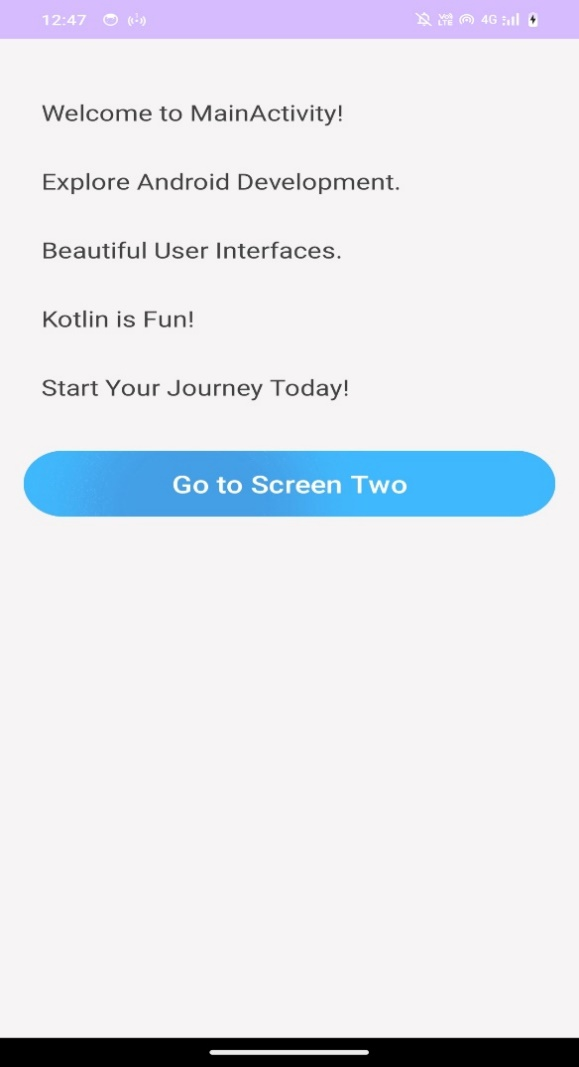 12:47 4G
Welcome to MainActivity!
Explore Android Development.
Beautiful User Interfaces.
Kotlin is Fun!
Start Your Journey Today!
Go to Screen Two